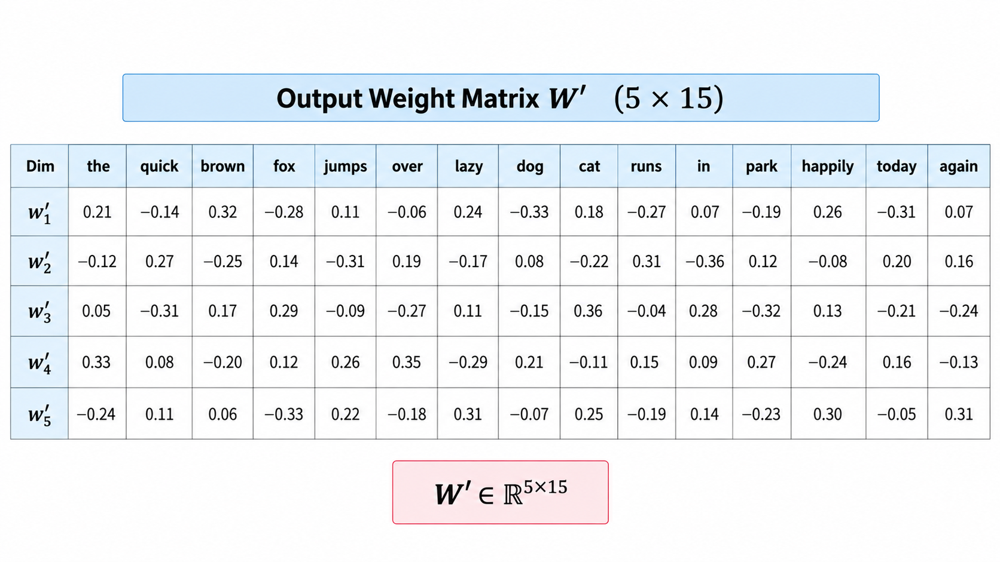 Output Weight Matrix W′ (5 × 15)
Dim the quick brown fox jumps over lazy dog cat runs in park happily today again
w′₁ 0.21 −0.14 0.32 −0.28 0.11 −0.06 0.24 −0.33 0.18 −0.27 0.07 −0.19 0.26 −0.31 0.07
w′₂ −0.12 0.27 −0.25 0.14 −0.31 0.19 −0.17 0.08 −0.22 0.31 −0.36 0.12 −0.08 0.20 0.16
w′₃ 0.05 −0.31 0.17 0.29 −0.09 −0.27 0.11 −0.15 0.36 −0.04 0.28 −0.32 0.13 −0.21 −0.24
w′₄ 0.33 0.08 −0.20 0.12 0.26 0.35 −0.29 0.21 −0.11 0.15 0.09 0.27 −0.24 0.16 −0.13
w′₅ −0.24 0.11 0.06 −0.33 0.22 −0.18 0.31 −0.07 0.25 −0.19 0.14 −0.23 0.30 −0.05 0.31
W′ ∈ ℝ⁵ˣ¹⁵